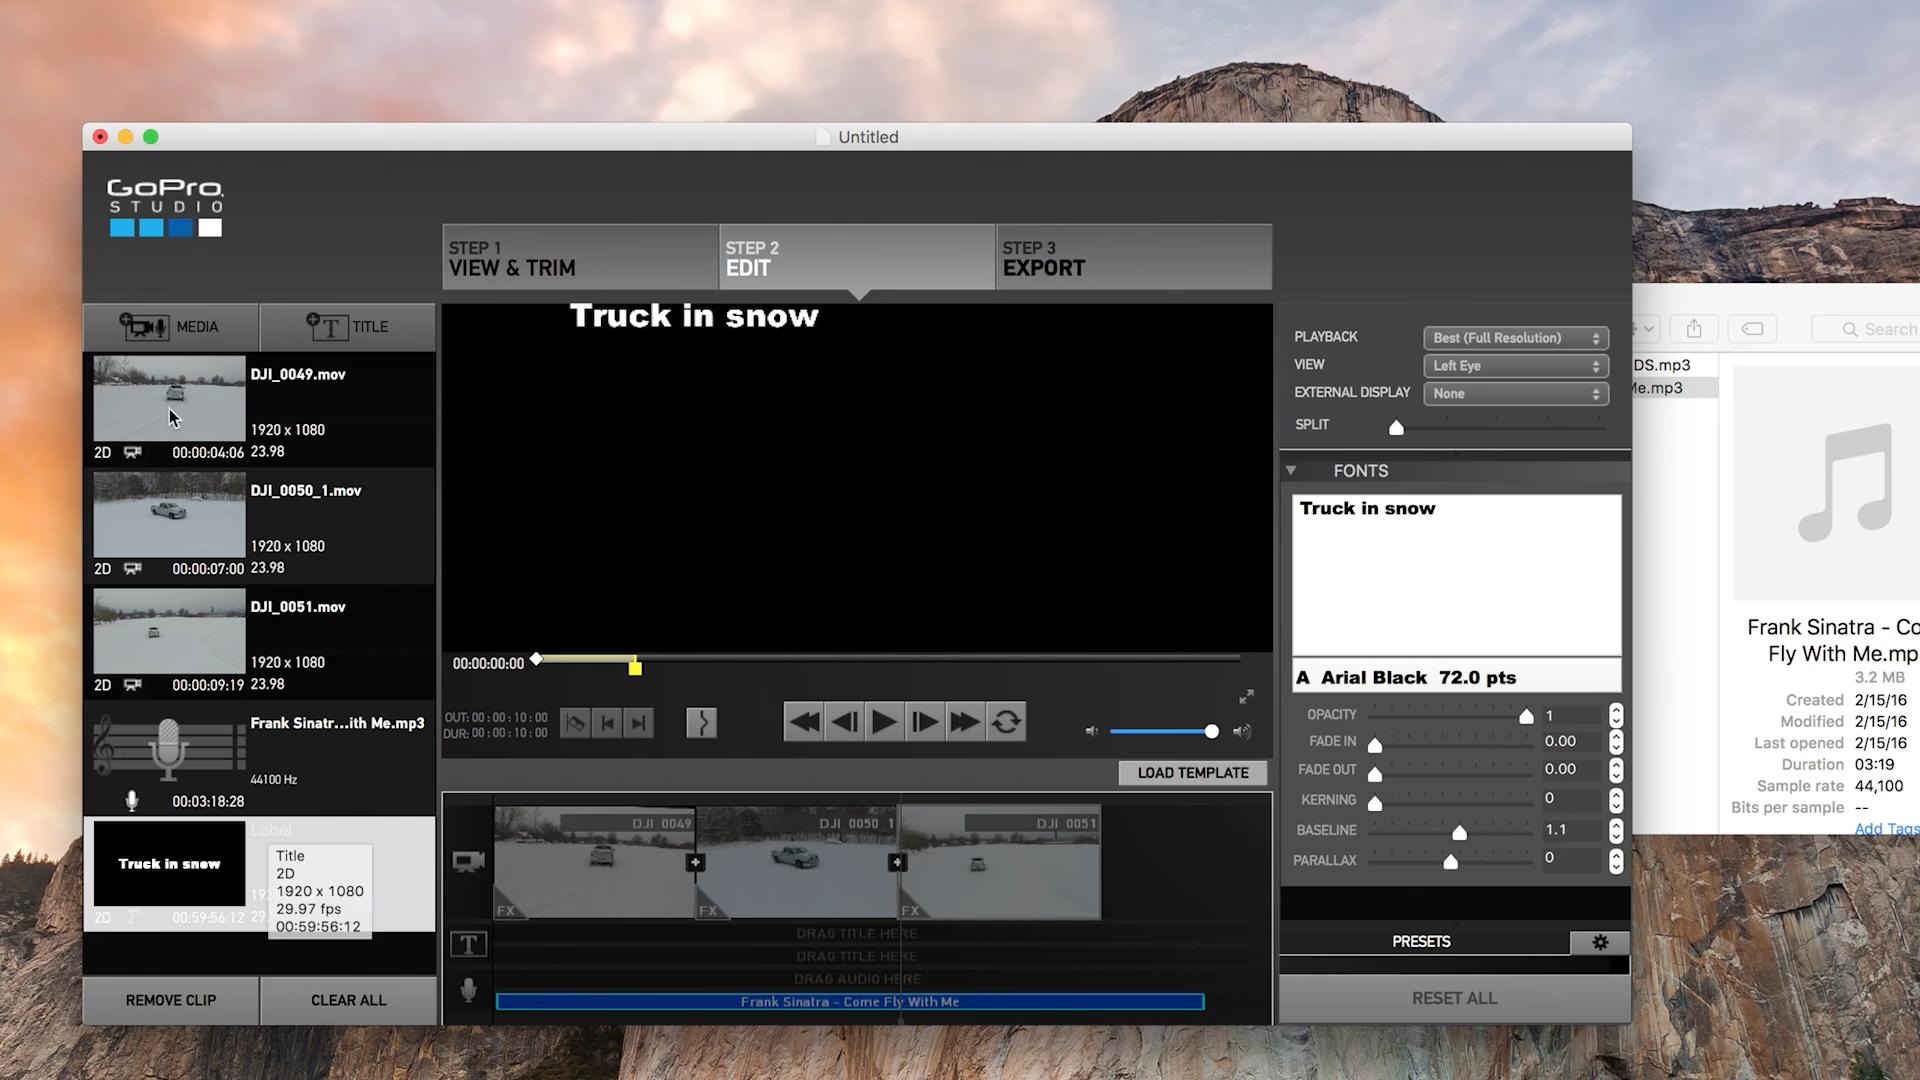 Untitled
GoPro
STUDIO
STEP 1
VIEW & TRIM
STEP 2
EDIT
STEP 3
EXPORT
MEDIA
TITLE
DJI_0049.mov
1920 x 1080
2D 00:00:04:06 23.98
DJI_0050_1.mov
1920 x 1080
2D 00:00:07:00 23.98
DJI_0051.mov
1920 x 1080
2D 00:00:09:19 23.98
Frank Sinatr...ith Me.mp3
44100 Hz
00:03:18:28
Label
Truck in snow
2D T 00:59:56:12
Title
2D
1920 x 1080
29.97 fps
00:59:56:12
REMOVE CLIP
CLEAR ALL
Truck in snow
00:00:00:00
OUT: 00 : 00 : 10 : 00
DUR: 00 : 00 : 10 : 00
LOAD TEMPLATE
DJI 0049
DJI 0050 1
DJI 0051
FX
FX
FX
T
DRAG TITLE HERE
DRAG TITLE HERE
DRAG AUDIO HERE
Frank Sinatra - Come Fly With Me
PLAYBACK Best (Full Resolution)
VIEW Left Eye
EXTERNAL DISPLAY None
SPLIT
FONTS
Truck in snow
A Arial Black 72.0 pts
OPACITY 1
FADE IN 0.00
FADE OUT 0.00
KERNING 0
BASELINE 1.1
PARALLAX 0
PRESETS
RESET ALL
Search
DS.mp3
Me.mp3
Frank Sinatra - Co
Fly With Me.mp
3.2 MB
Created 2/15/16
Modified 2/15/16
Last opened 2/15/16
Duration 03:19
Sample rate 44,100
Bits per sample --
Add Tags